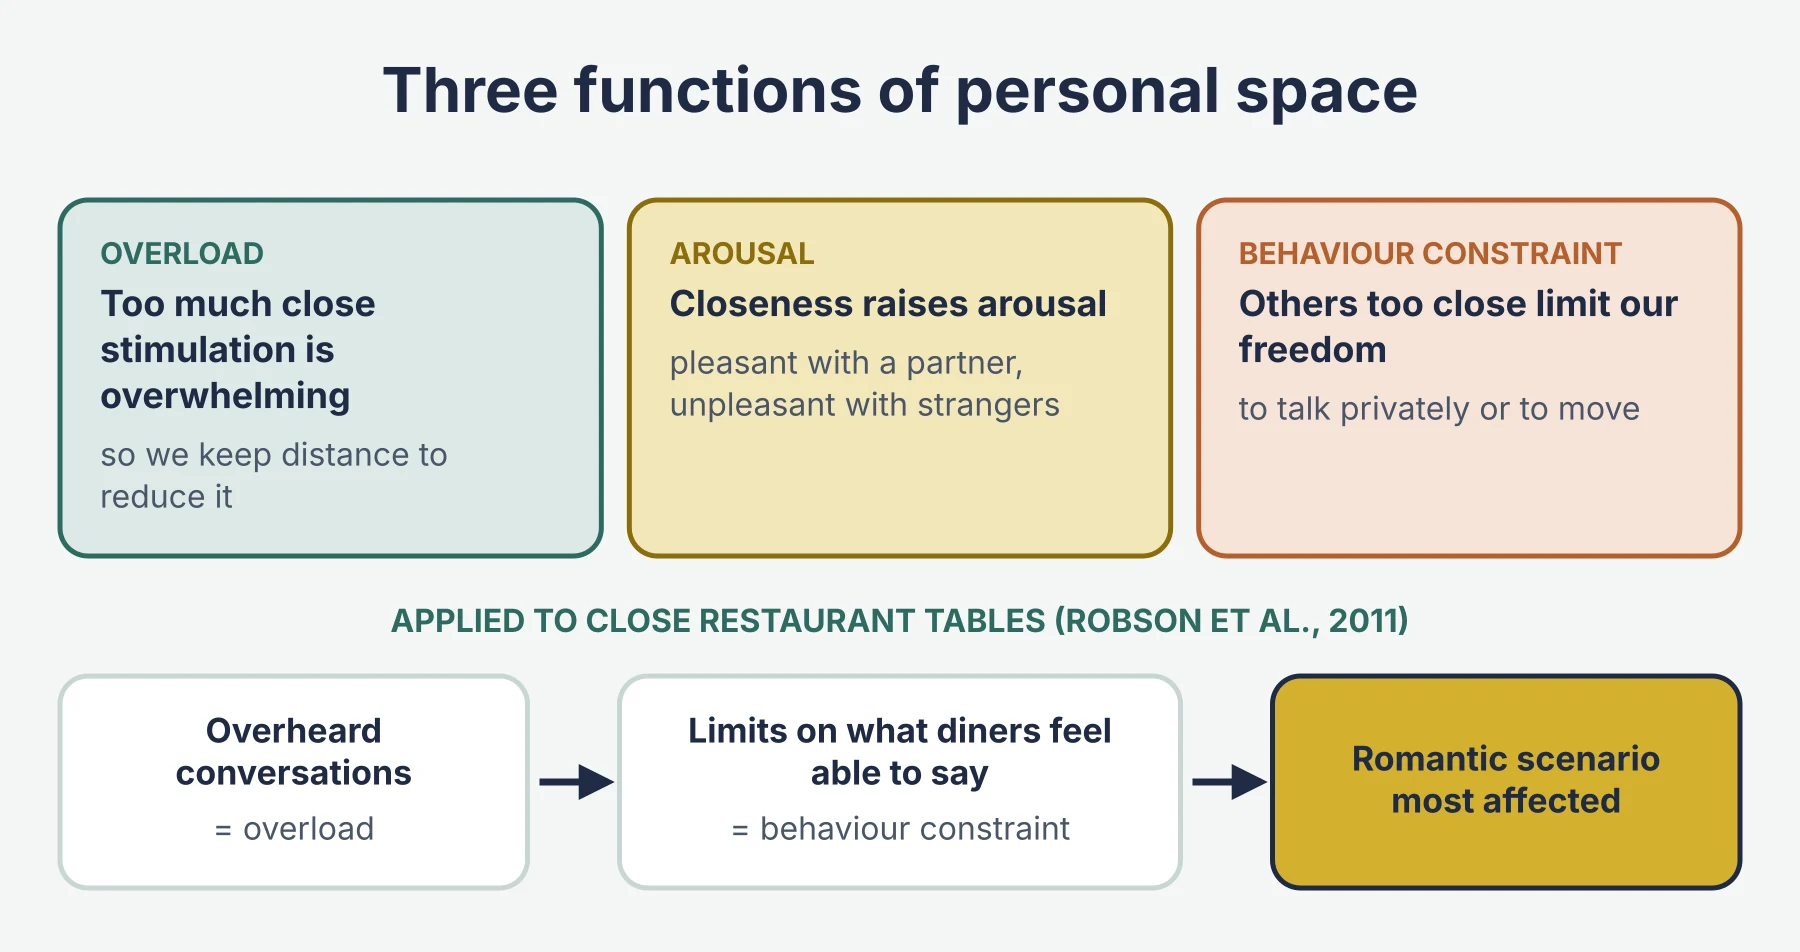 Three functions of personal space
OVERLOAD
Too much close
stimulation is
overwhelming
so we keep distance to
reduce it
AROUSAL
Closeness raises arousal
pleasant with a partner,
unpleasant with strangers
BEHAVIOUR CONSTRAINT
Others too close limit our
freedom
to talk privately or to move
APPLIED TO CLOSE RESTAURANT TABLES (ROBSON ET AL., 2011)
Overheard
conversations
= overload
Limits on what diners feel
able to say
= behaviour constraint
Romantic scenario
most affected